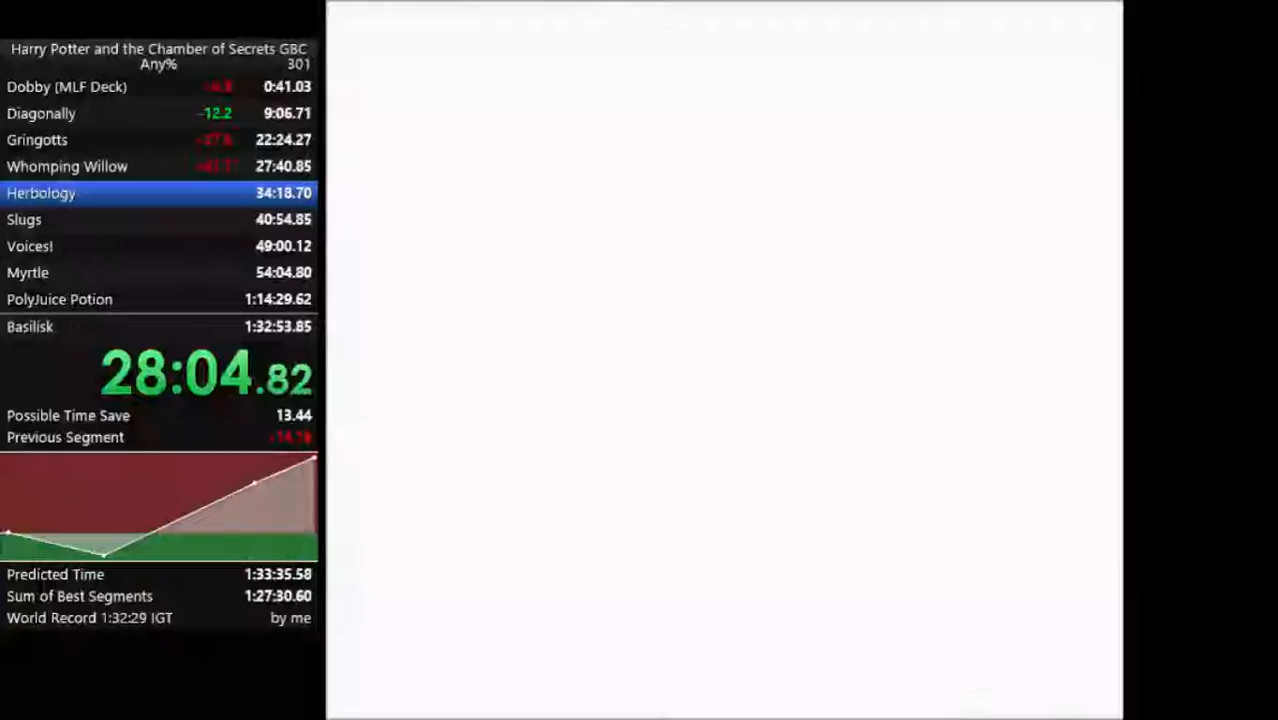 Harry Potter and the Chamber of Secrets GBC
Any% 301
Dobby (MLF Deck) 0:41.03
Diagonally -12.2 9:06.71
Gringotts 22:24.27
Whomping Willow 27:40.85
Herbology 34:18.70
Slugs 40:54.85
Voices! 49:00.12
Myrtle 54:04.80
PolyJuice Potion 1:14:29.62
Basilisk 1:32:53.85
28:04.82
Possible Time Save 13.44
Previous Segment
Predicted Time 1:33:35.58
Sum of Best Segments 1:27:30.60
World Record 1:32:29 IGT by me